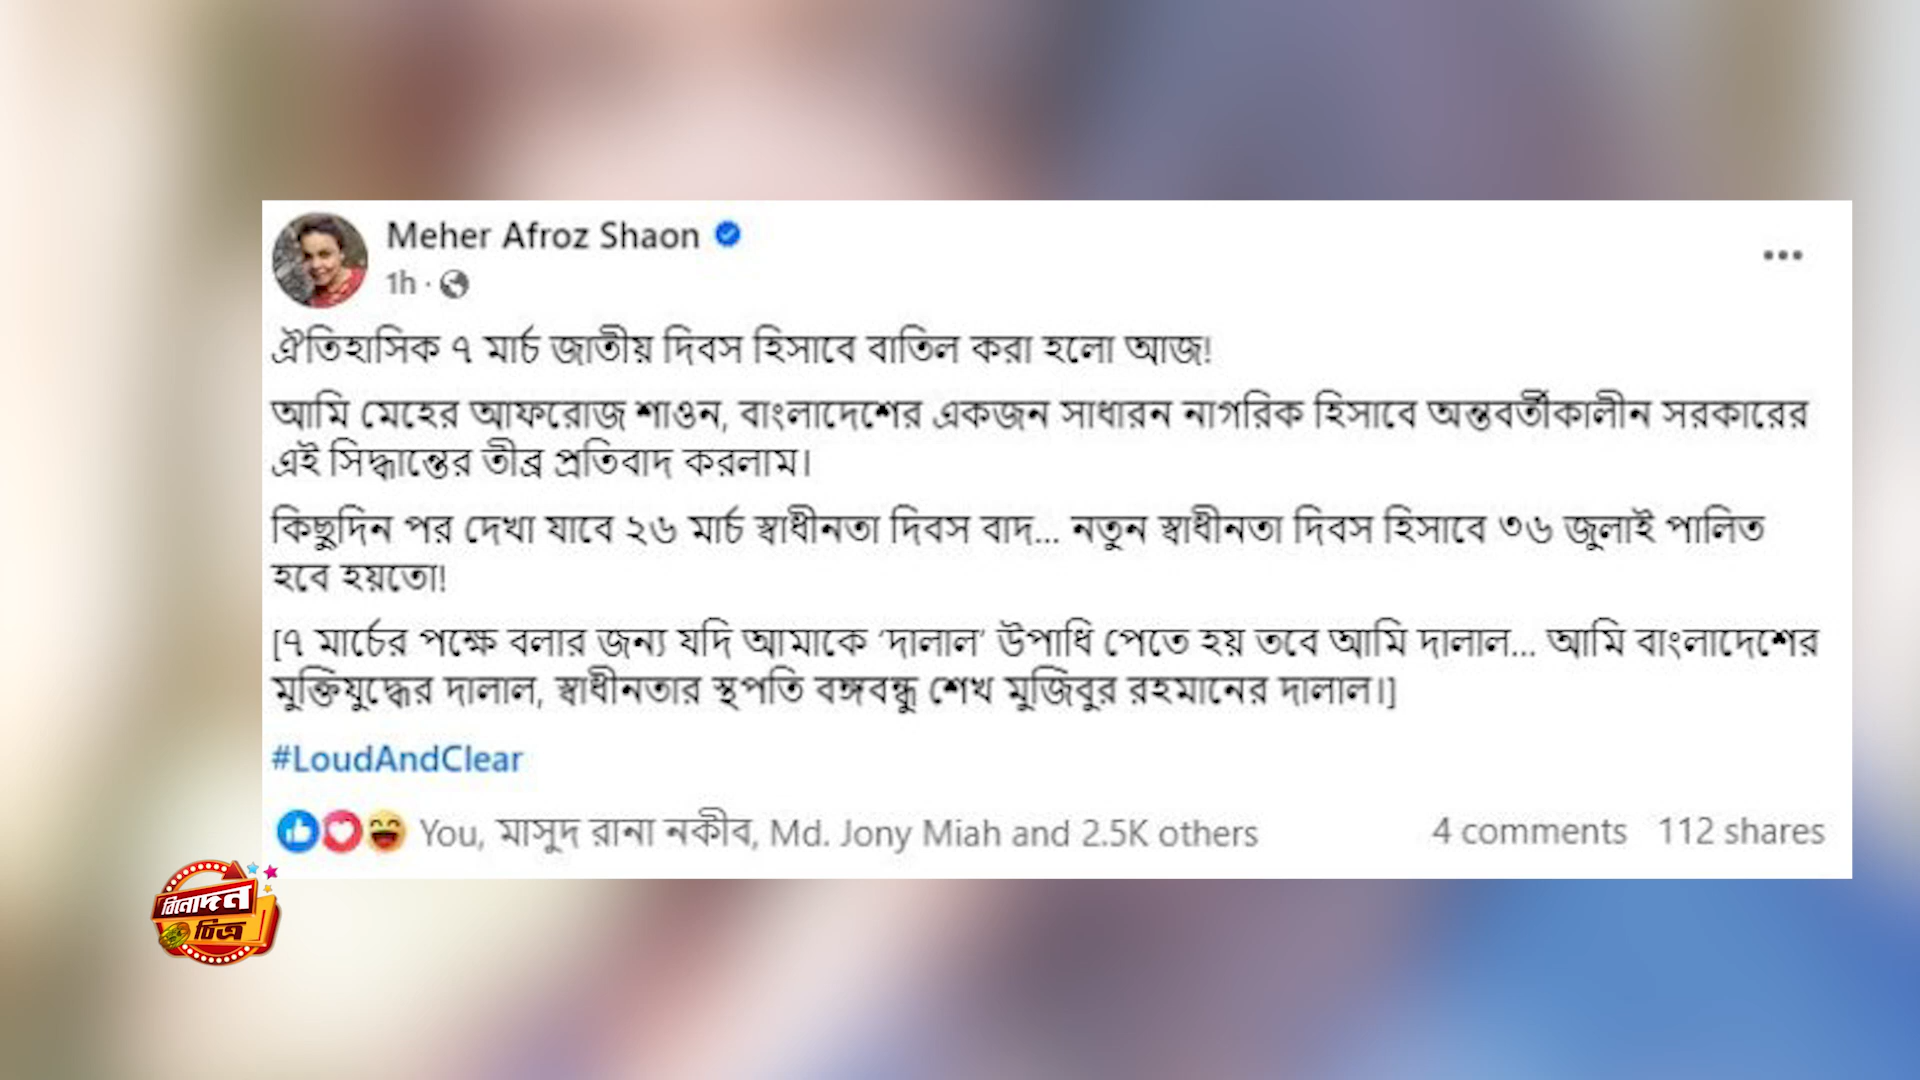 Meher Afroz Shaon
1h ·
ঐতিহাসিক ৭ মার্চ জাতীয় দিবস হিসাবে বাতিল করা হলো আজ!
আমি মেহের আফরোজ শাওন, বাংলাদেশের একজন সাধারন নাগরিক হিসাবে অন্তবর্তীকালীন সরকারের
এই সিদ্ধান্তের তীব্র প্রতিবাদ করলাম।
কিছুদিন পর দেখা যাবে ২৬ মার্চ স্বাধীনতা দিবস বাদ... নতুন স্বাধীনতা দিবস হিসাবে ৩৬ জুলাই পালিত
হবে হয়তো!
[৭ মার্চের পক্ষে বলার জন্য যদি আমাকে ‘দালাল’ উপাধি পেতে হয় তবে আমি দালাল... আমি বাংলাদেশের
মুক্তিযুদ্ধের দালাল, স্বাধীনতার স্থপতি বঙ্গবন্ধু শেখ মুজিবুর রহমানের দালাল।]
#LoudAndClear
You, মাসুদ রানা নকীব, Md. Jony Miah and 2.5K others 4 comments 112 shares
বিনোদন
চিত্র